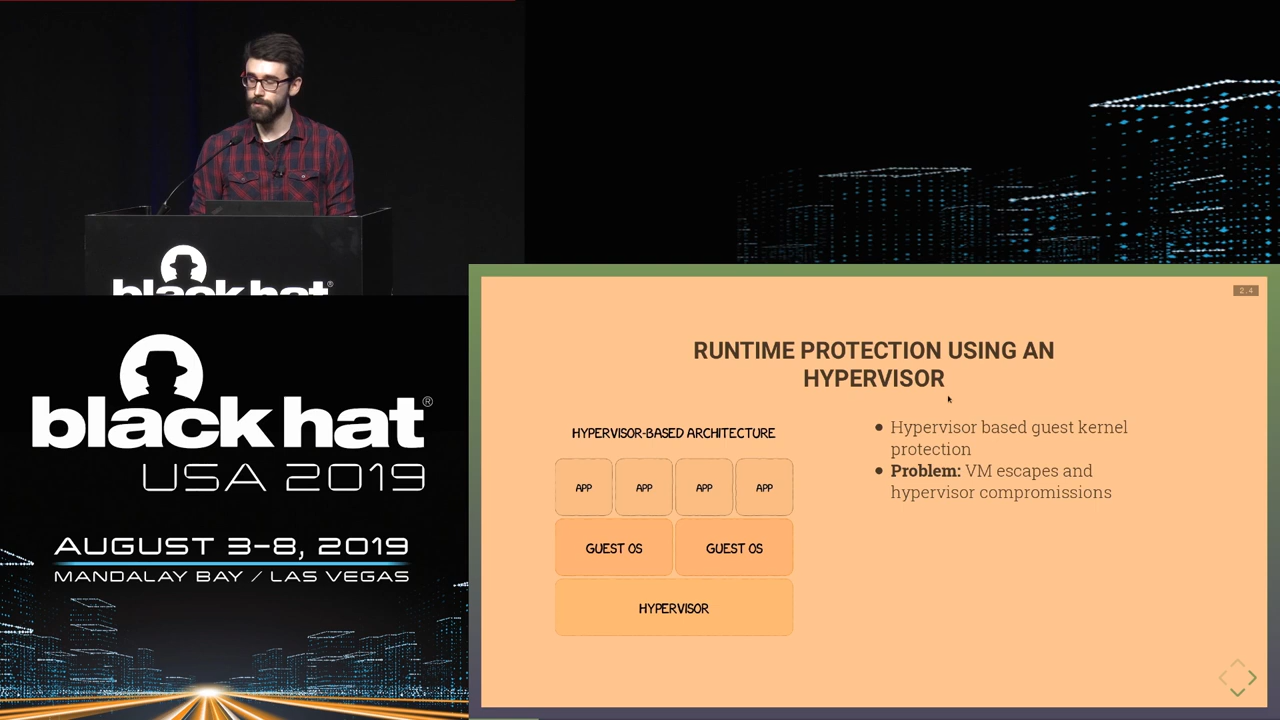 black hat®
black hat®
USA 2019
AUGUST 3-8, 2019
MANDALAY BAY / LAS VEGAS
2.4
RUNTIME PROTECTION USING AN
HYPERVISOR
HYPERVISOR-BASED ARCHITECTURE
APP APP APP APP
GUEST OS GUEST OS
HYPERVISOR
Hypervisor based guest kernel
protection
Problem: VM escapes and
hypervisor compromissions